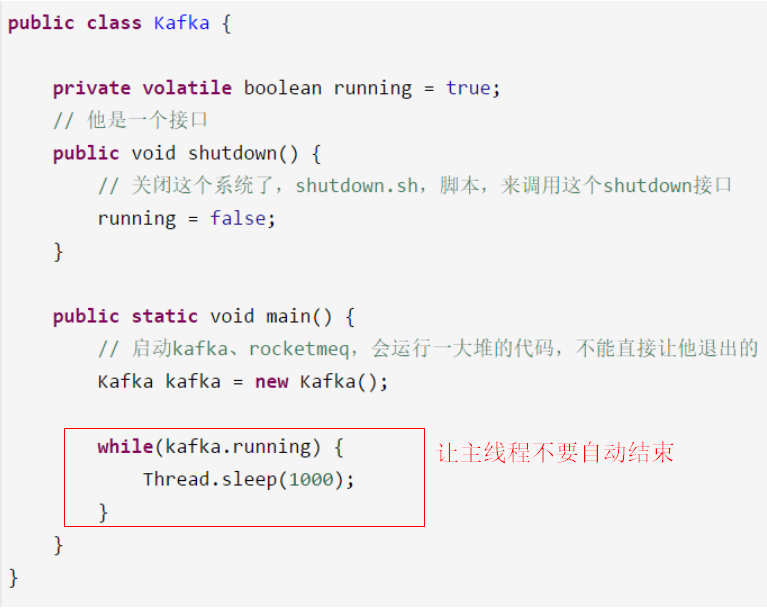 public class Kafka {
private volatile boolean running = true;
// 他是一个接口
public void shutdown() {
// 关闭这个系统了，shutdown.sh，脚本，来调用这个shutdown接口
running = false;
}
public static void main() {
// 启动kafka、rocketmeq，会运行一大堆的代码，不能直接让他退出的
Kafka kafka = new Kafka();
while(kafka.running) {
让主线程不要自动结束
Thread.sleep(1000);
}
}
}